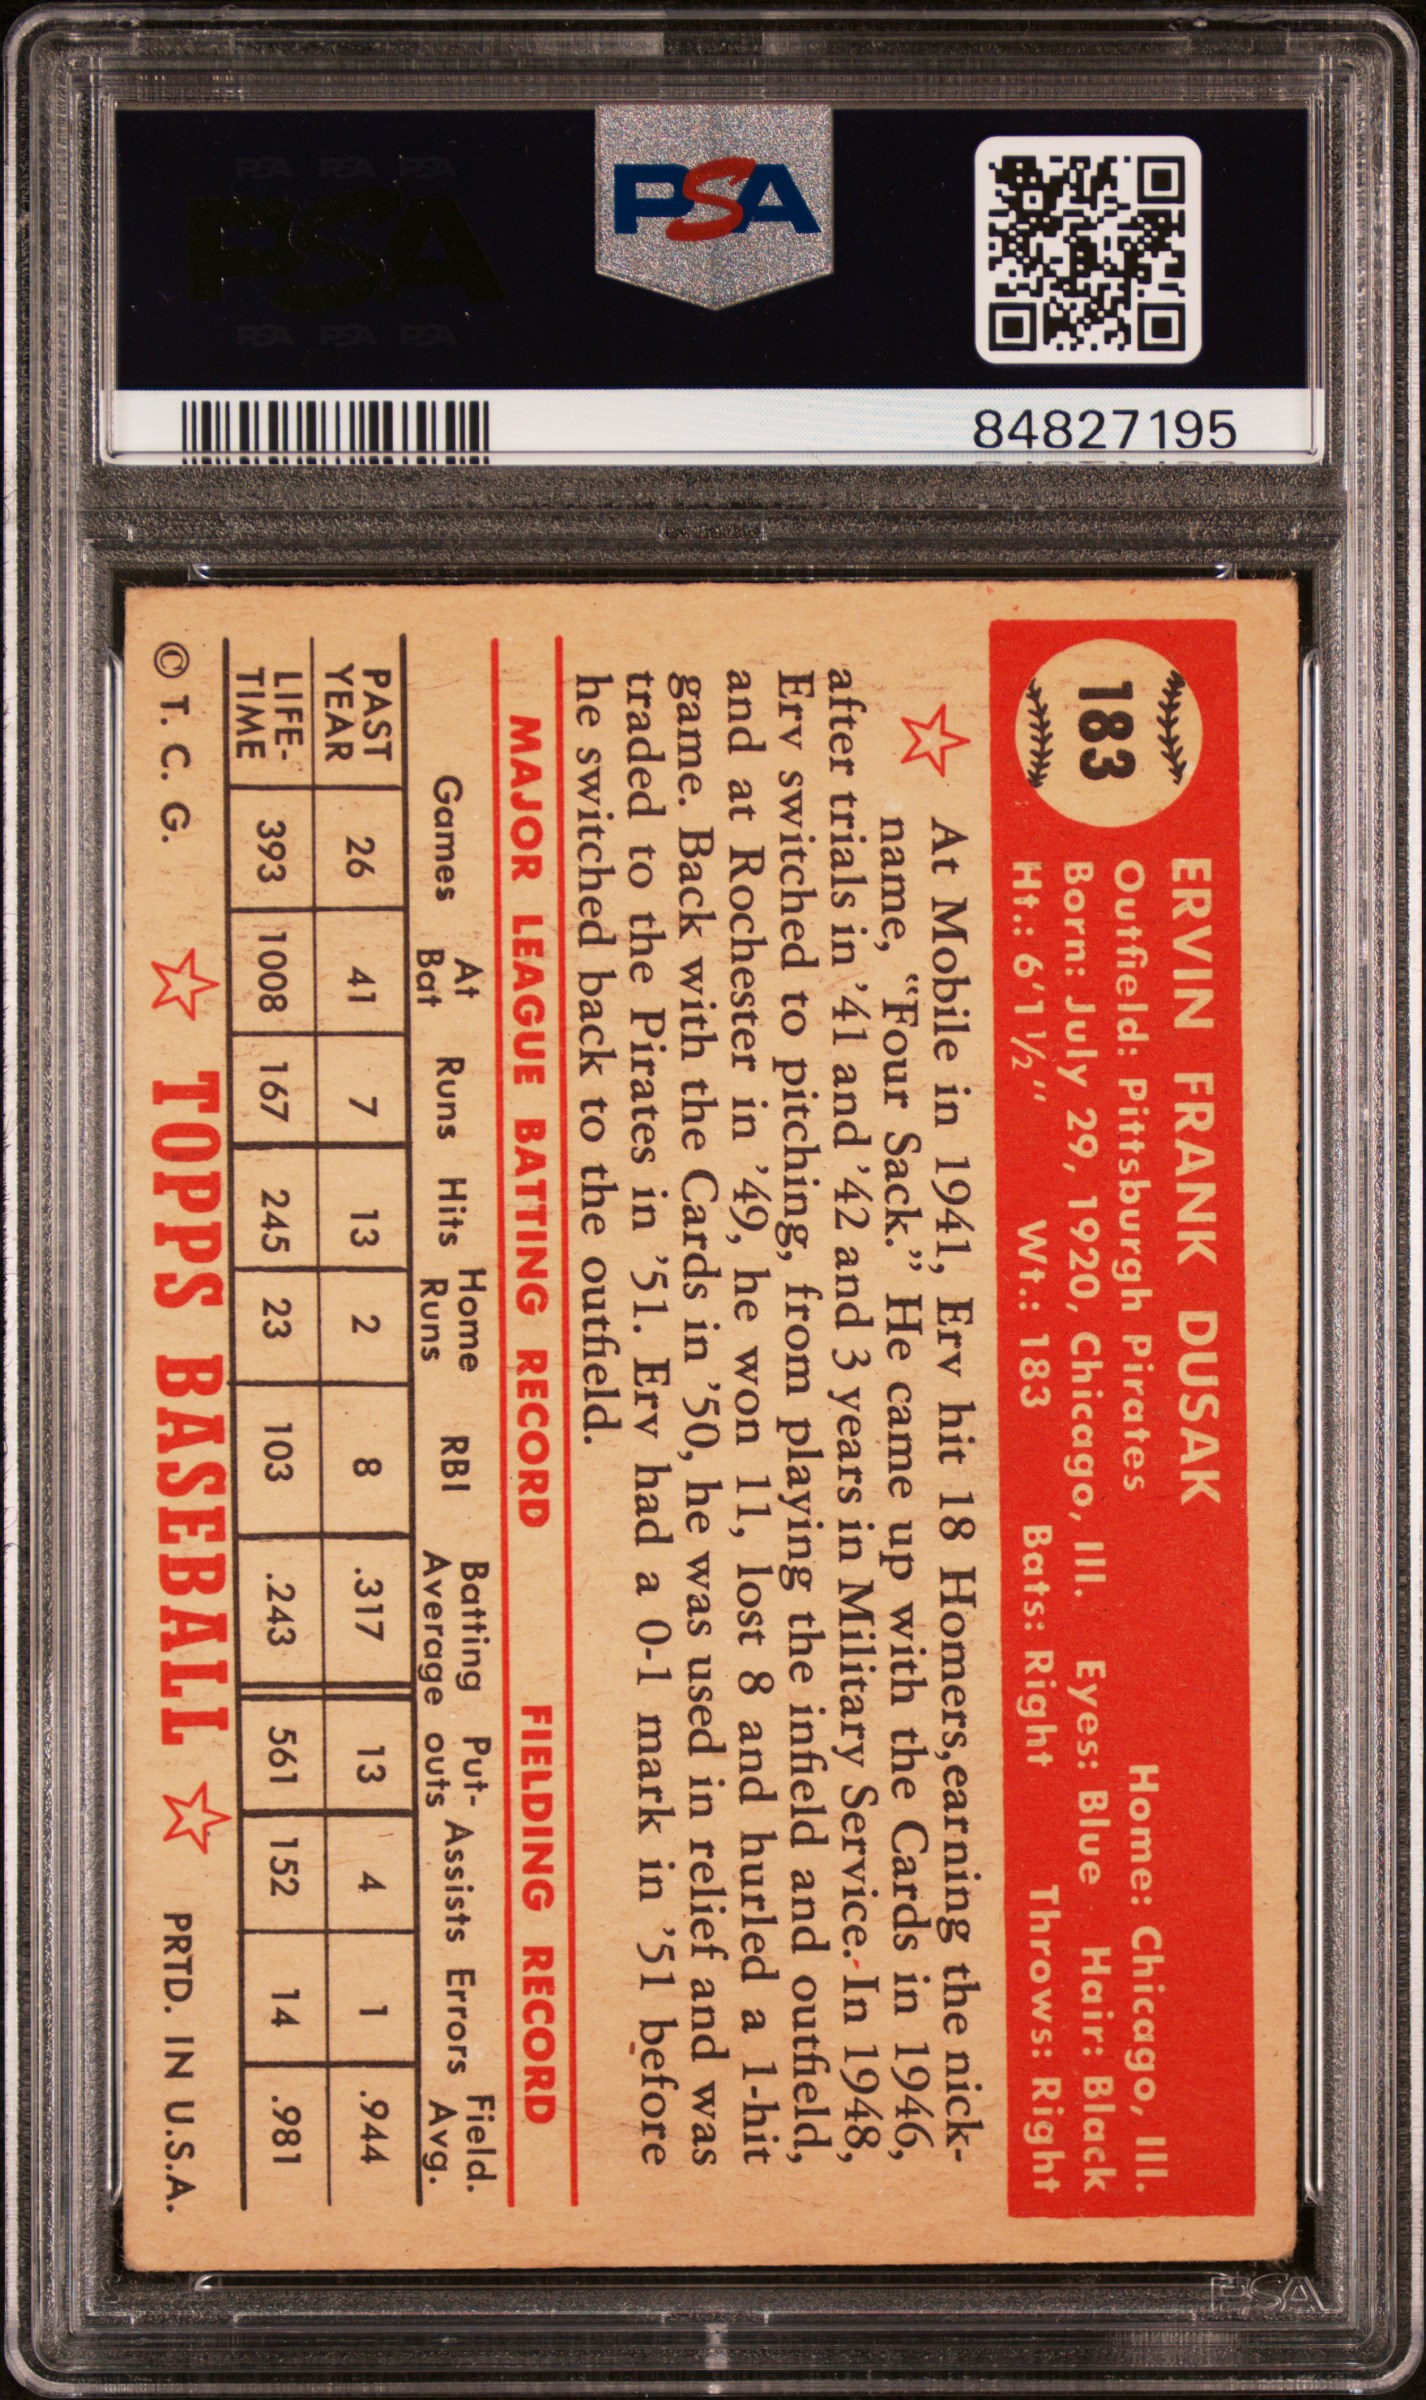 PSA PSA PSA
PSA
PSA PSA PSA
PSA
84827195
183
ERVIN FRANK DUSAK
Outfield: Pittsburgh Pirates Home: Chicago, Ill.
Born: July 29, 1920, Chicago, Ill. Eyes: Blue Hair: Black
Ht.: 6'1½" Wt.: 183 Bats: Right Throws: Right
At Mobile in 1941, Erv hit 18 Homers,earning the nick-
name, “Four Sack.” He came up with the Cards in 1946,
after trials in ’41 and ’42 and 3 years in Military Service. In 1948,
Erv switched to pitching, from playing the infield and outfield,
and at Rochester in ’49, he won 11, lost 8 and hurled a 1-hit
game. Back with the Cards in ’50, he was used in relief and was
traded to the Pirates in ’51. Erv had a 0-1 mark in ’51 before
he switched back to the outfield.
MAJOR LEAGUE BATTING RECORD FIELDING RECORD
Games At Bat Runs Hits Home Runs RBI Batting Average Put-outs Assists Errors Field. Avg.
PAST YEAR 26 41 7 13 2 8 .317 13 4 1 .944
LIFE-TIME 393 1008 167 245 23 103 .243 561 152 14 .981
© T. C. G. TOPPS BASEBALL PRTD. IN U.S.A.
PSA